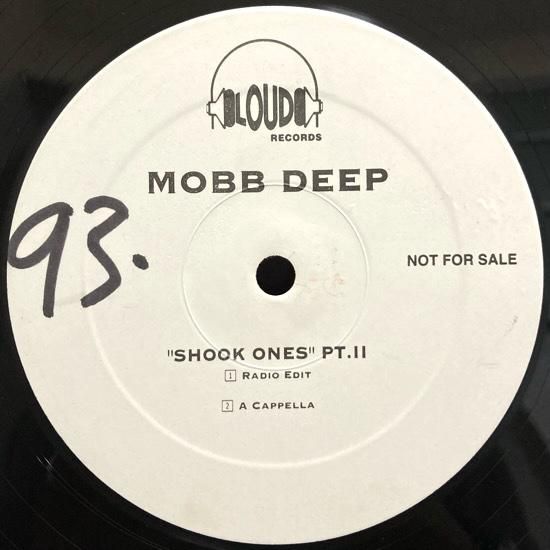 LOUD
RECORDS
MOBB DEEP
93.
NOT FOR SALE
"SHOOK ONES" PT.II
1 RADIO EDIT
2 A CAPPELLA